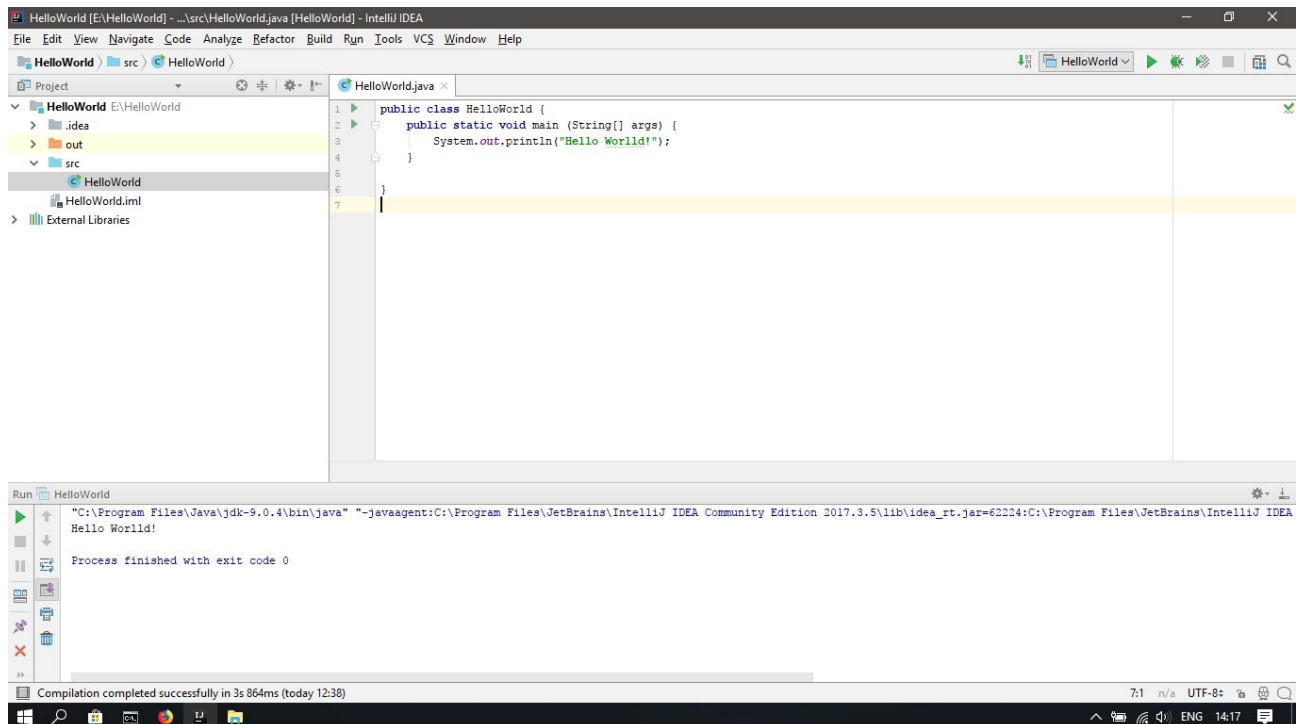 HelloWorld [E:\HelloWorld] - ...\src\HelloWorld.java [HelloWorld] - IntelliJ IDEA
File Edit View Navigate Code Analyze Refactor Build Run Tools VCS Window Help
HelloWorld src HelloWorld HelloWorld
Project HelloWorld.java
HelloWorld E:\HelloWorld
.idea
out
src
HelloWorld
HelloWorld.iml
External Libraries
1 public class HelloWorld {
2 public static void main (String[] args) {
3 System.out.println("Hello Worlld!");
4 }
5
6 }
7
Run HelloWorld
"C:\Program Files\Java\jdk-9.0.4\bin\java" "-javaagent:C:\Program Files\JetBrains\IntelliJ IDEA Community Edition 2017.3.5\lib\idea_rt.jar=62224:C:\Program Files\JetBrains\IntelliJ IDEA
Hello Worlld!
Process finished with exit code 0
Compilation completed successfully in 3s 864ms (today 12:38) 7:1 n/a UTF-8
ENG 14:17